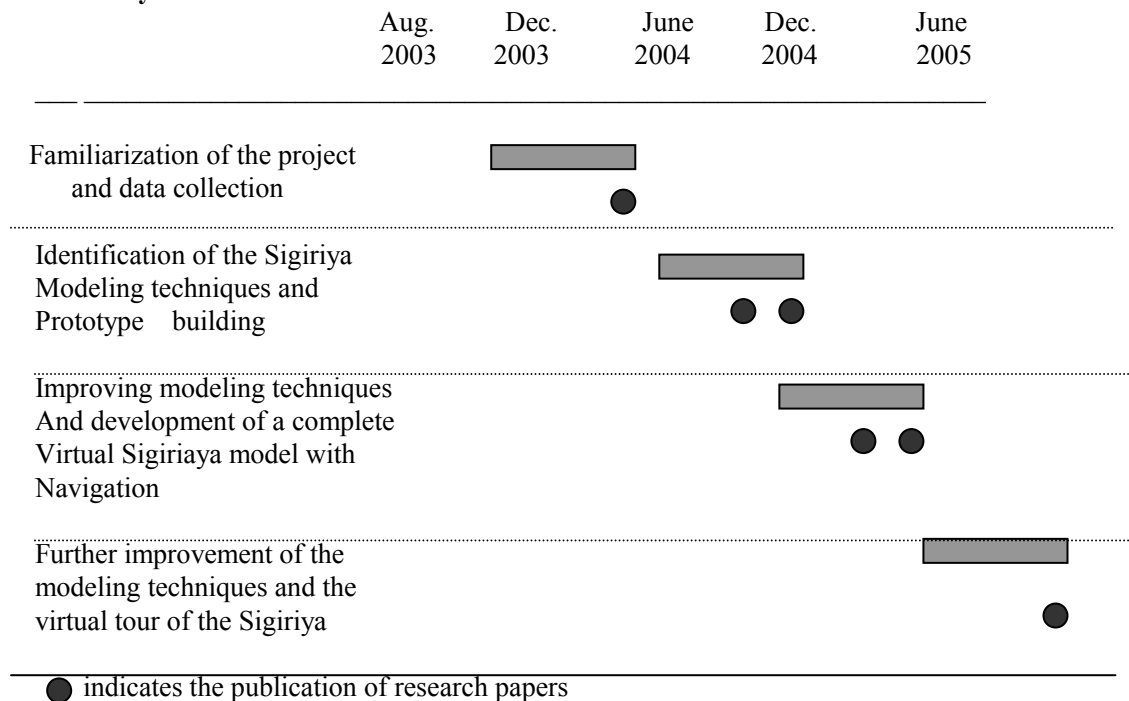 Aug. Dec. June Dec. June
2003 2003 2004 2004 2005
Familiarization of the project
and data collection
Identification of the Sigiriya
Modeling techniques and
Prototype building
Improving modeling techniques
And development of a complete
Virtual Sigiriaya model with
Navigation
Further improvement of the
modeling techniques and the
virtual tour of the Sigiriya
indicates the publication of research papers